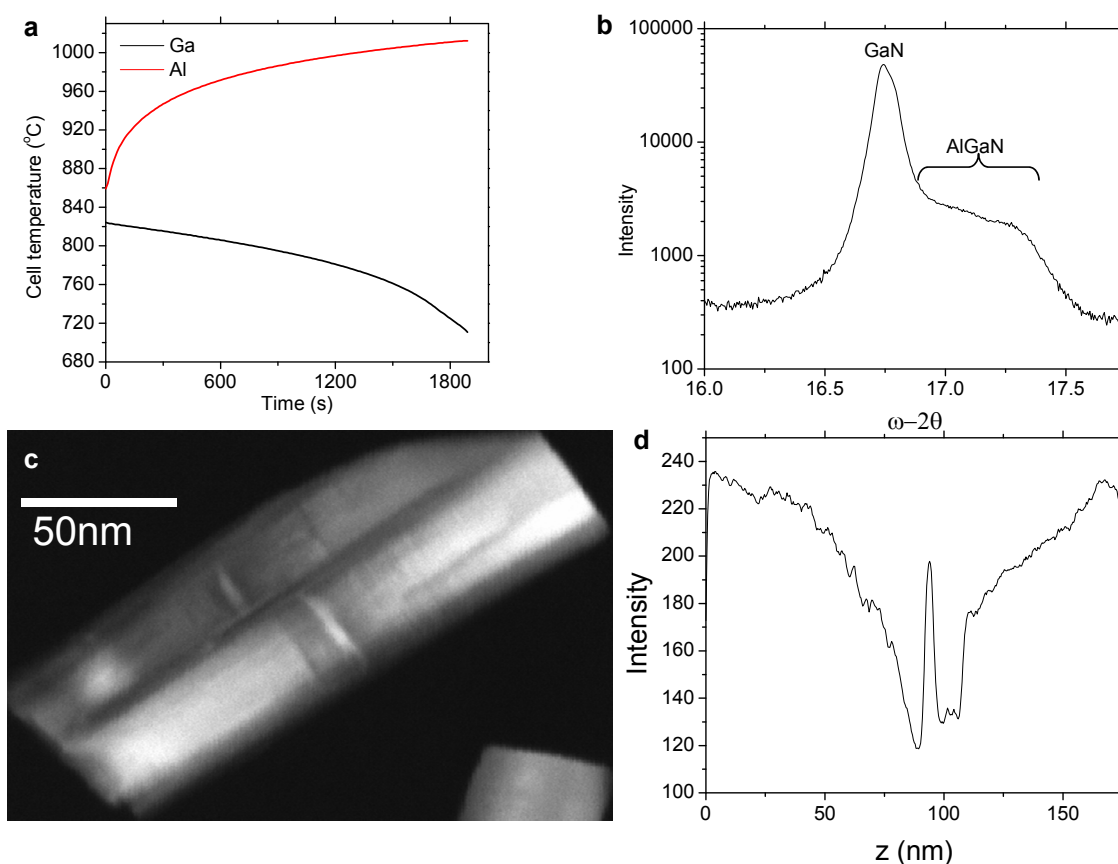 a
Ga
Al
Cell temperature (°C)
1000
960
920
880
840
800
760
720
680
0
600
1200
1800
Time (s)
b
GaN
AlGaN
Intensity
100000
10000
1000
100
16.0
16.5
17.0
17.5
ω−2θ
c
50nm
d
Intensity
240
220
200
180
160
140
120
100
0
50
100
150
z (nm)